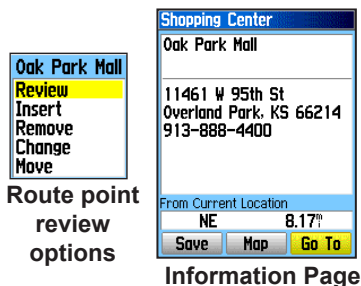 Oak Park Mall
Review
Insert
Remove
Change
Move
Route point
review
options
Shopping Center
Oak Park Mall
11461 W 95th St
Overland Park, KS 66214
913-888-4400
From Current Location
NE 8.17m
Save Map Go To
Information Page